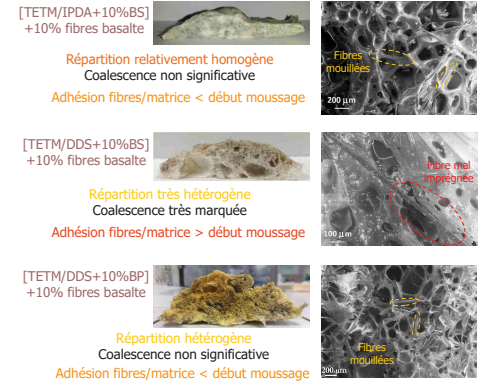 [TETM/IPDA+10%BS]
+10% fibres basalte
Répartition relativement homogène
Coalescence non significative
Adhésion fibres/matrice < début moussage
Fibres
mouillées
200 µm
[TETM/DDS+10%BS]
+10% fibres basalte
Répartition très hétérogène
Coalescence très marquée
Adhésion fibres/matrice > début moussage
Fibre mal
imprégnée
100 µm
[TETM/DDS+10%BP]
+10% fibres basalte
Répartition hétérogène
Coalescence non significative
Adhésion fibres/matrice < début moussage
Fibres
mouillées
200 µm